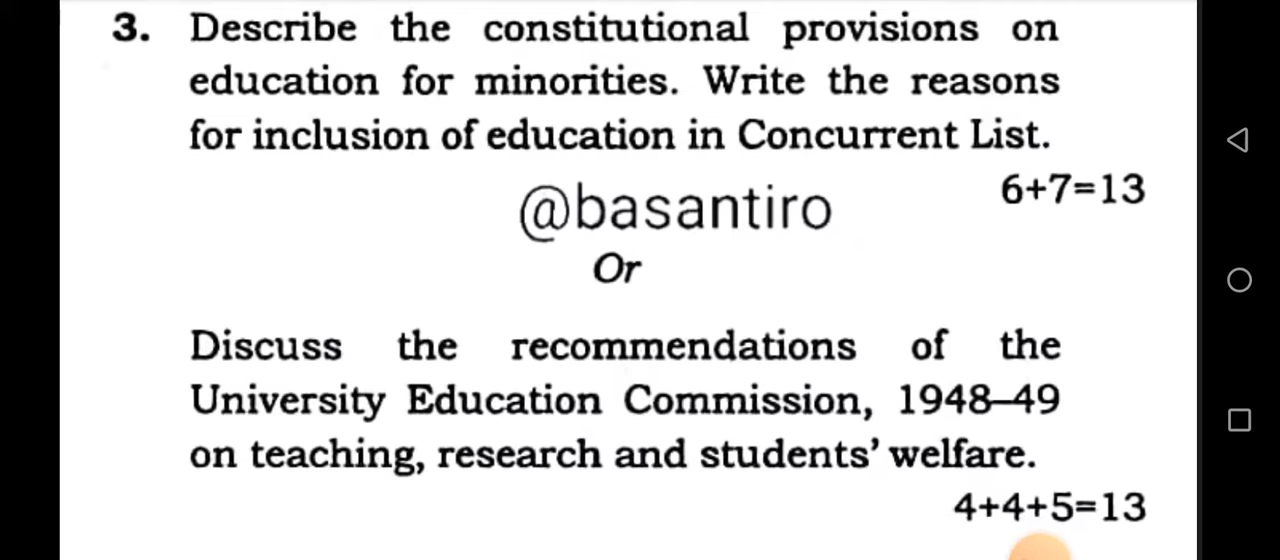 3. Describe the constitutional provisions on
education for minorities. Write the reasons
for inclusion of education in Concurrent List.
6+7=13
@basantiro
Or
Discuss the recommendations of the
University Education Commission, 1948–49
on teaching, research and students’ welfare.
4+4+5=13